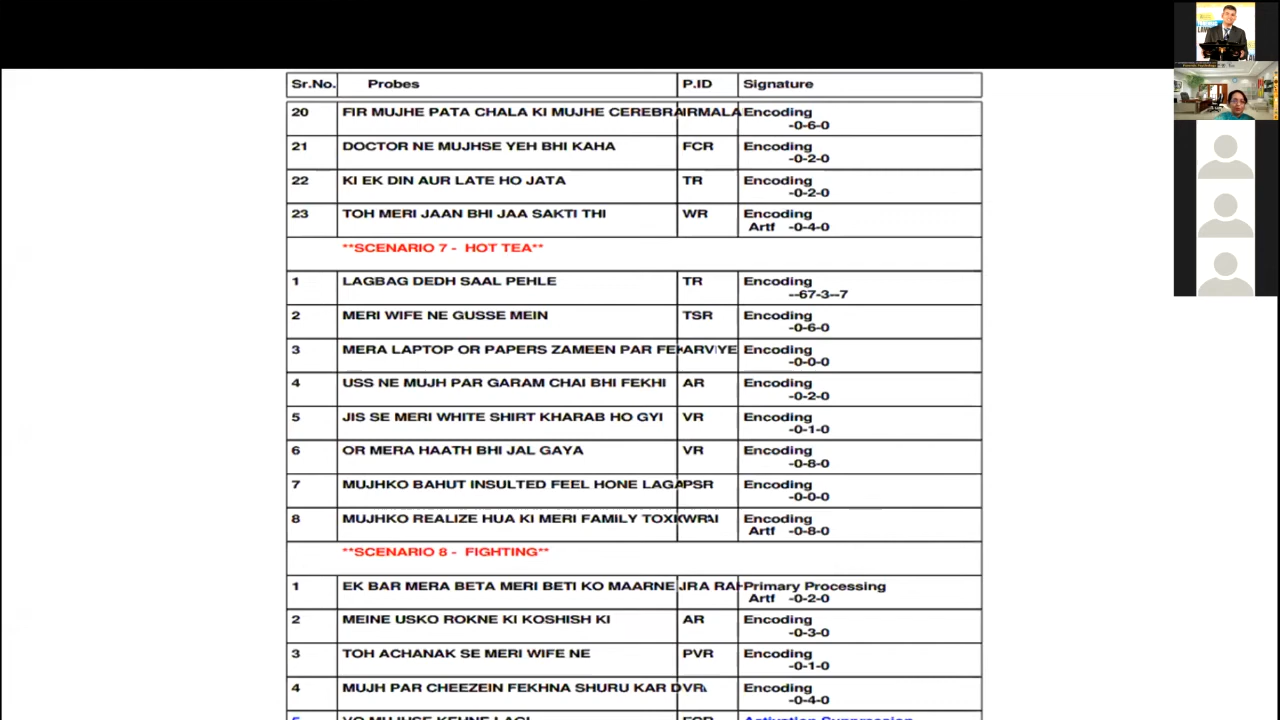 Sr.No. Probes P.ID Signature
20 FIR MUJHE PATA CHALA KI MUJHE CEREBRA IRMALA Encoding
-0-6-0
21 DOCTOR NE MUJHSE YEH BHI KAHA FCR Encoding
-0-2-0
22 KI EK DIN AUR LATE HO JATA TR Encoding
-0-2-0
23 TOH MERI JAAN BHI JAA SAKTI THI WR Encoding
Artf -0-4-0
**SCENARIO 7 - HOT TEA**
1 LAGBAG DEDH SAAL PEHLE TR Encoding
--67-3--7
2 MERI WIFE NE GUSSE MEIN TSR Encoding
-0-6-0
3 MERA LAPTOP OR PAPERS ZAMEEN PAR Encoding
-0-0-0
4 USS NE MUJH PAR GARAM CHAI BHI FEKHI AR Encoding
-0-2-0
5 JIS SE MERI WHITE SHIRT KHARAB HO GYI VR Encoding
-0-1-0
6 OR MERA HAATH BHI JAL GAYA VR Encoding
-0-8-0
7 MUJHKO BAHUT INSULTED FEEL HONE LAGA PSR Encoding
-0-0-0
8 MUJHKO REALIZE HUA KI MERI FAMILY Encoding
Artf -0-8-0
**SCENARIO 8 - FIGHTING**
1 EK BAR MERA BETA MERI BETI KO MAARNE Primary Processing
Artf -0-2-0
2 MEINE USKO ROKNE KI KOSHISH KI AR Encoding
-0-3-0
3 TOH ACHANAK SE MERI WIFE NE PVR Encoding
-0-1-0
4 MUJH PAR CHEEZEIN FEKHNA SHURU KAR Encoding
-0-4-0